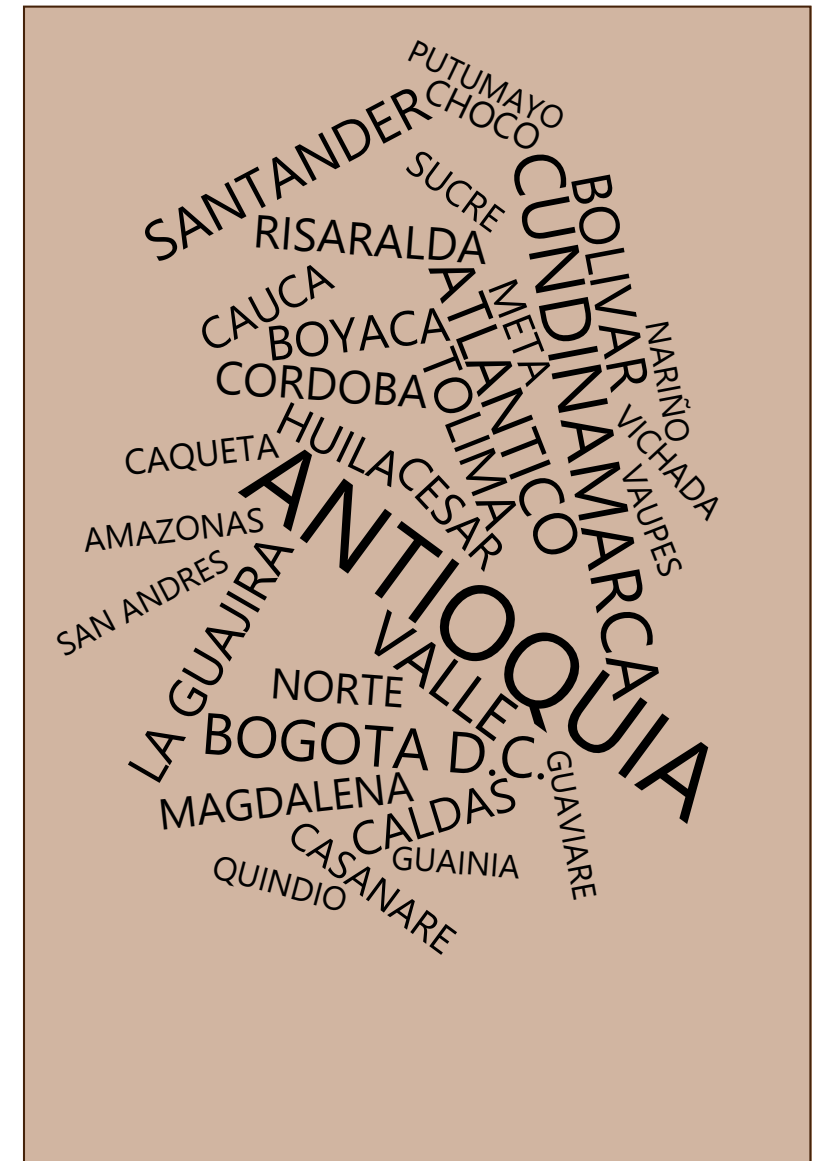 PUTUMAYO
CHOCO
SANTANDER
SUCRE
CUNDINAMARCA
BOLIVAR
RISARALDA
ATLANTICO
CAUCA
META
BOYACA
NARIÑO
TOLIMA
CORDOBA
HUILA
VICHADA
CAQUETA
CESAR
ANTIOQUIA
VAUPES
AMAZONAS
LA GUAJIRA
SAN ANDRES
VALLE
NORTE
BOGOTA D.C.
GUAVIARE
MAGDALENA
CALDAS
CASANARE
GUAINIA
QUINDIO